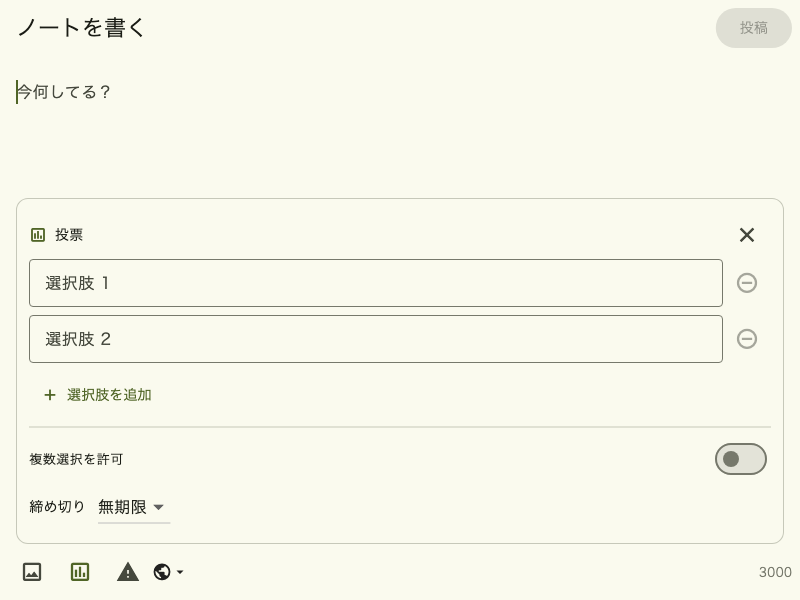 ノートを書く
投稿
今何してる？
投票
選択肢 1
選択肢 2
選択肢を追加
複数選択を許可
締め切り 無期限
3000